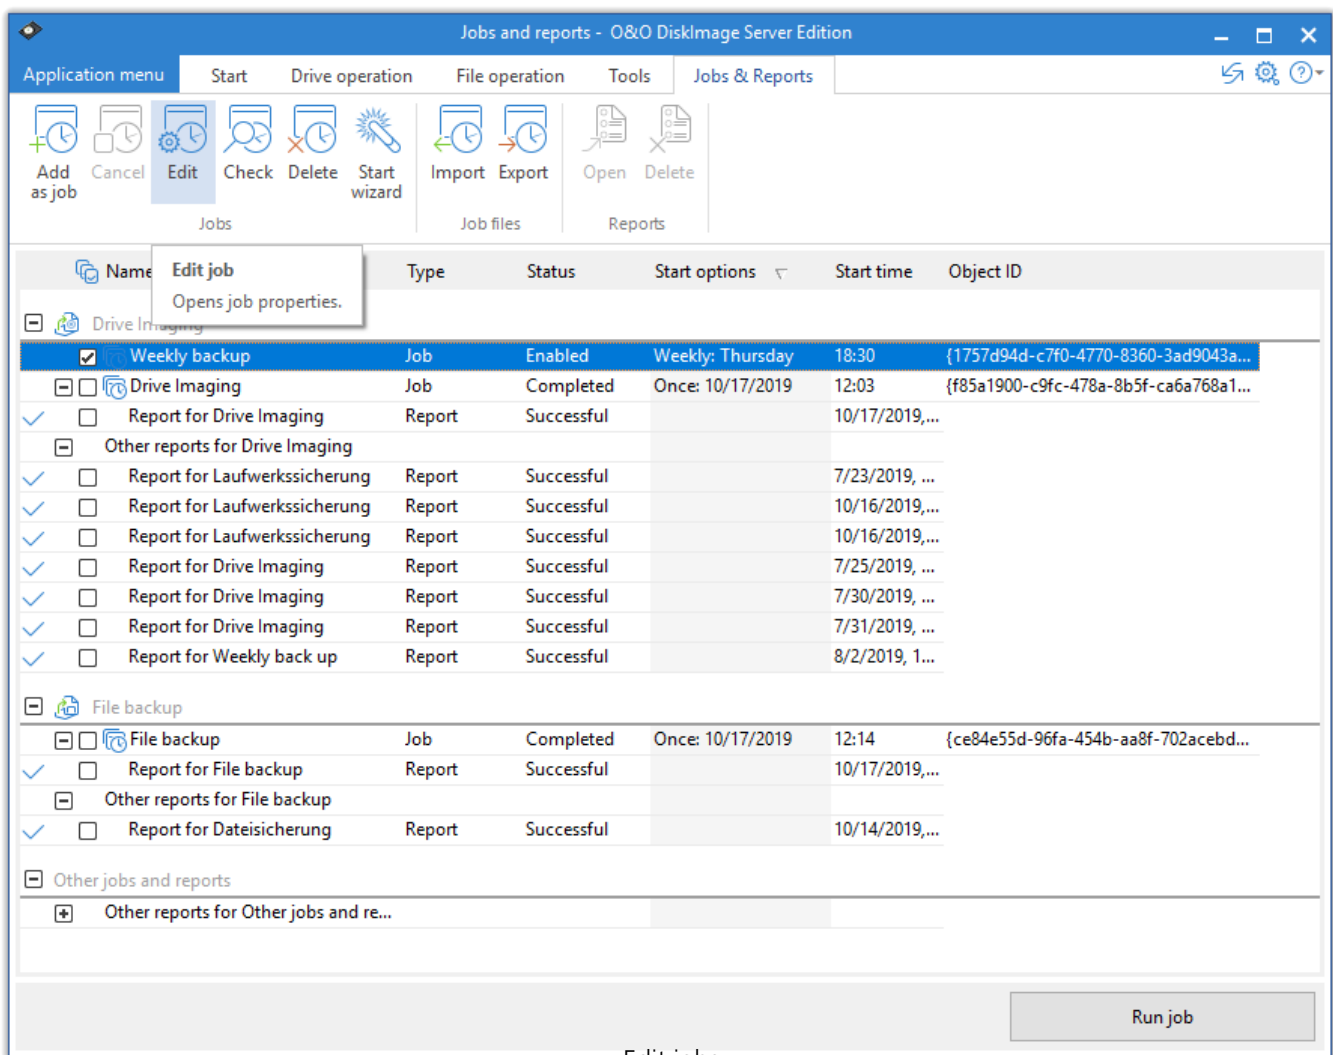 Jobs and reports - O&O DiskImage Server Edition
Application menu Start Drive operation File operation Tools Jobs & Reports
Add as job Cancel Edit Check Delete Start wizard Import Export Open Delete
Jobs Job files Reports
Name Type Status Start options Start time Object ID
Edit job
Opens job properties.
Drive Imaging
Weekly backup Job Enabled Weekly: Thursday 18:30 {1757d94d-c7f0-4770-8360-3ad9043a...
Drive Imaging Job Completed Once: 10/17/2019 12:03 {f85a1900-c9fc-478a-8b5f-ca6a768a1...
Report for Drive Imaging Report Successful 10/17/2019,...
Other reports for Drive Imaging
Report for Laufwerkssicherung Report Successful 7/23/2019, ...
Report for Laufwerkssicherung Report Successful 10/16/2019,...
Report for Laufwerkssicherung Report Successful 10/16/2019,...
Report for Drive Imaging Report Successful 7/25/2019, ...
Report for Drive Imaging Report Successful 7/30/2019, ...
Report for Drive Imaging Report Successful 7/31/2019, ...
Report for Weekly back up Report Successful 8/2/2019, 1...
File backup
File backup Job Completed Once: 10/17/2019 12:14 {ce84e55d-96fa-454b-aa8f-702acebd...
Report for File backup Report Successful 10/17/2019,...
Other reports for File backup
Report for Dateisicherung Report Successful 10/14/2019,...
Other jobs and reports
Other reports for Other jobs and re...
Run job